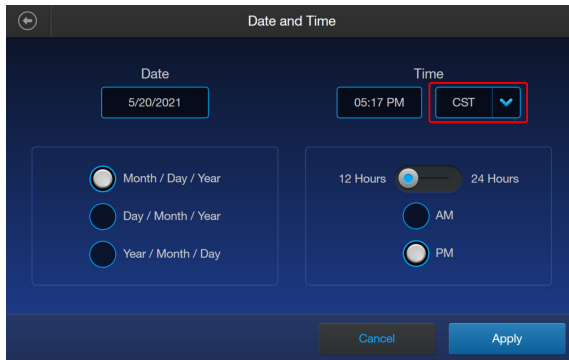 Date and Time
Date
Time
5/20/2021
05:17 PM
CST
Month / Day / Year
Day / Month / Year
Year / Month / Day
12 Hours
24 Hours
AM
PM
Cancel
Apply